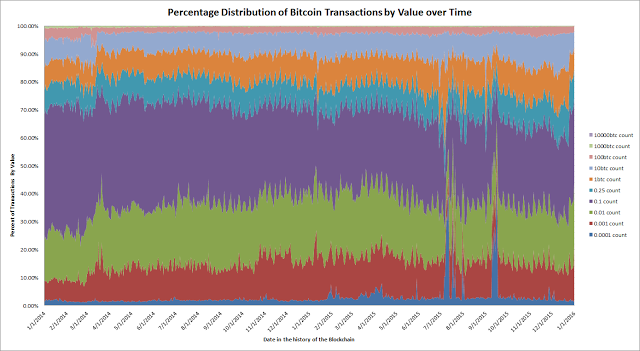 Percentage Distribution of Bitcoin Transactions by Value over Time
Percent of Transactions By Value
100.00%
90.00%
80.00%
70.00%
60.00%
50.00%
40.00%
30.00%
20.00%
10.00%
0.00%
1/1/2014
2/1/2014
3/1/2014
4/1/2014
5/1/2014
6/1/2014
7/1/2014
8/1/2014
9/1/2014
10/1/2014
11/1/2014
12/1/2014
1/1/2015
2/1/2015
3/1/2015
4/1/2015
5/1/2015
6/1/2015
7/1/2015
8/1/2015
9/1/2015
10/1/2015
11/1/2015
12/1/2015
1/1/2016
Date in the history of the Blockchain
10000btc count
1000btc count
100btc count
10btc count
1btc count
0.25 count
0.1 count
0.01 count
0.001 count
0.0001 count